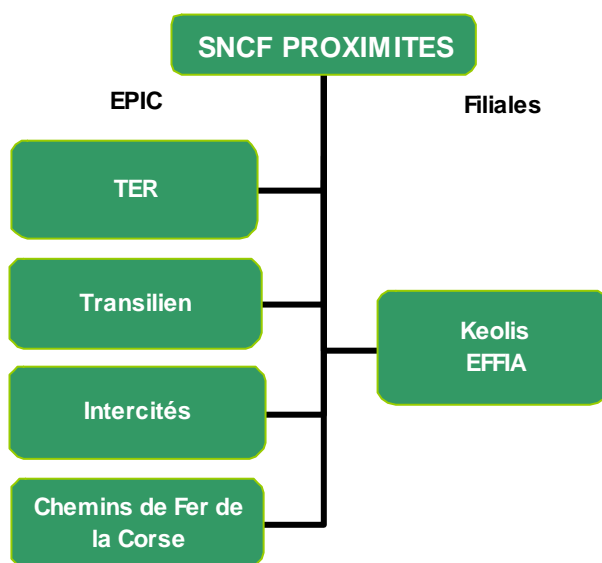 SNCF PROXIMITES
EPIC
Filiales
TER
Transilien
Intercités
Chemins de Fer de
la Corse
Keolis
EFFIA